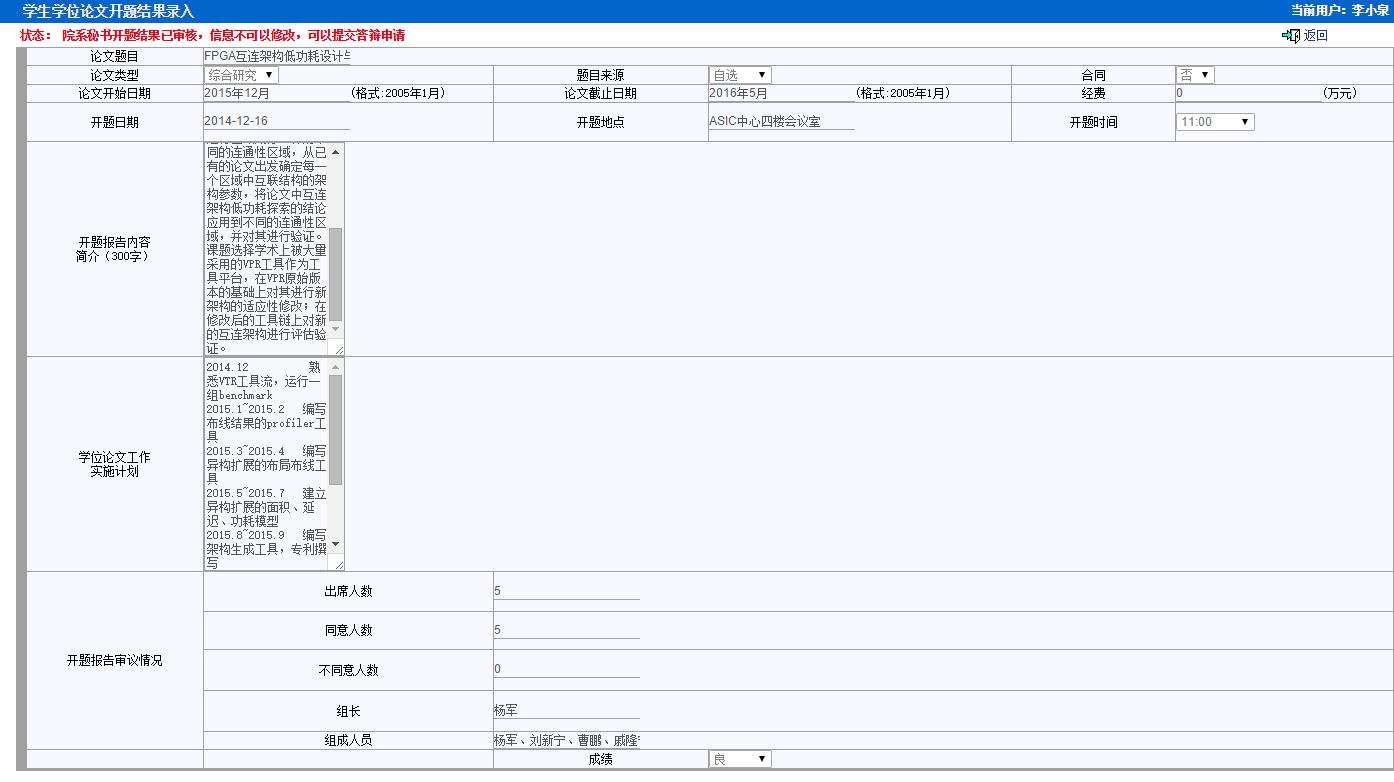 学生学位论文开题结果录入
当前用户: 李小泉
状态: 院系秘书开题结果已审核，信息不可以修改，可以提交答辩申请
返回
论文题目 FPGA互连架构低功耗设计
论文类型 综合研究 题目来源 自选 合同 否
论文开始日期 2015年12月 (格式:2005年1月) 论文截止日期 2016年5月 (格式:2005年1月) 经费 0 (万元)
开题日期 2014-12-16 开题地点 ASIC中心四楼会议室 开题时间 11:00
开题报告内容
简介（300字）
同的连通性区域，从已
有的论文出发确定每一
个区域中互联结构的架
构参数，将论文中互连
架构低功耗探索的结论
应用到不同的连通性区
域，并对其进行验证。
课题选择学术上被大量
采用的VPR工具作为工
具平台，在VPR原始版
本的基础上对其进行新
架构的适应性修改；在
修改后的工具链上对新
的互连架构进行评估验
证。
学位论文工作
实施计划
2014.12 熟
悉VTR工具流，运行一
组benchmark
2015.1~2015.2 编写
布线结果的profiler工
具
2015.3~2015.4 编写
异构扩展的布局布线工
具
2015.5~2015.7 建立
异构扩展的面积、延
迟、功耗模型
2015.8~2015.9 编写
架构生成工具，专利撰
写
开题报告审议情况
出席人数 5
同意人数 5
不同意人数 0
组长 杨军
组成人员 杨军、刘新宁、曹鹏、戚隆
成绩 良